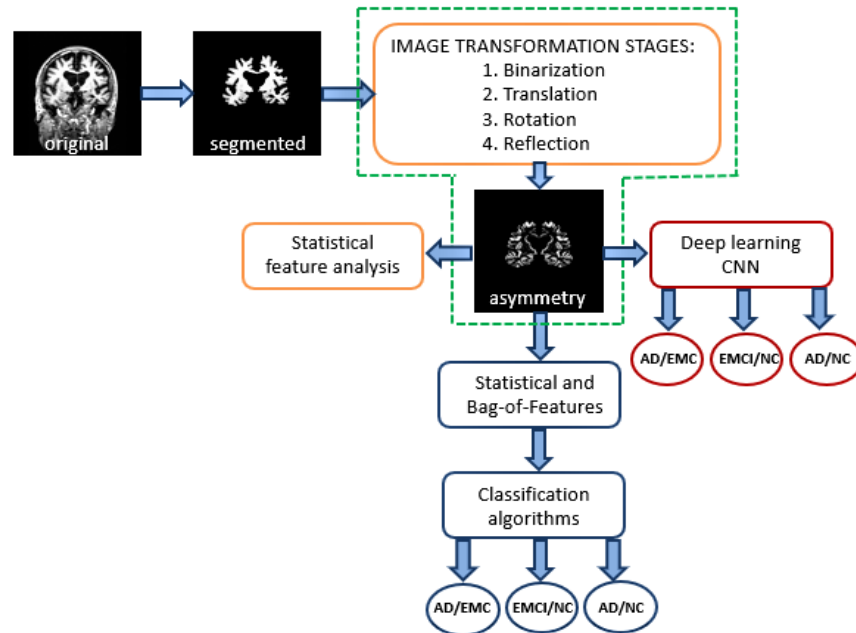 original
segmented
IMAGE TRANSFORMATION STAGES:
1. Binarization
2. Translation
3. Rotation
4. Reflection
Statistical
feature analysis
asymmetry
Deep learning
CNN
AD/EMC
EMCI/NC
AD/NC
Statistical and
Bag-of-Features
Classification
algorithms
AD/EMC
EMCI/NC
AD/NC